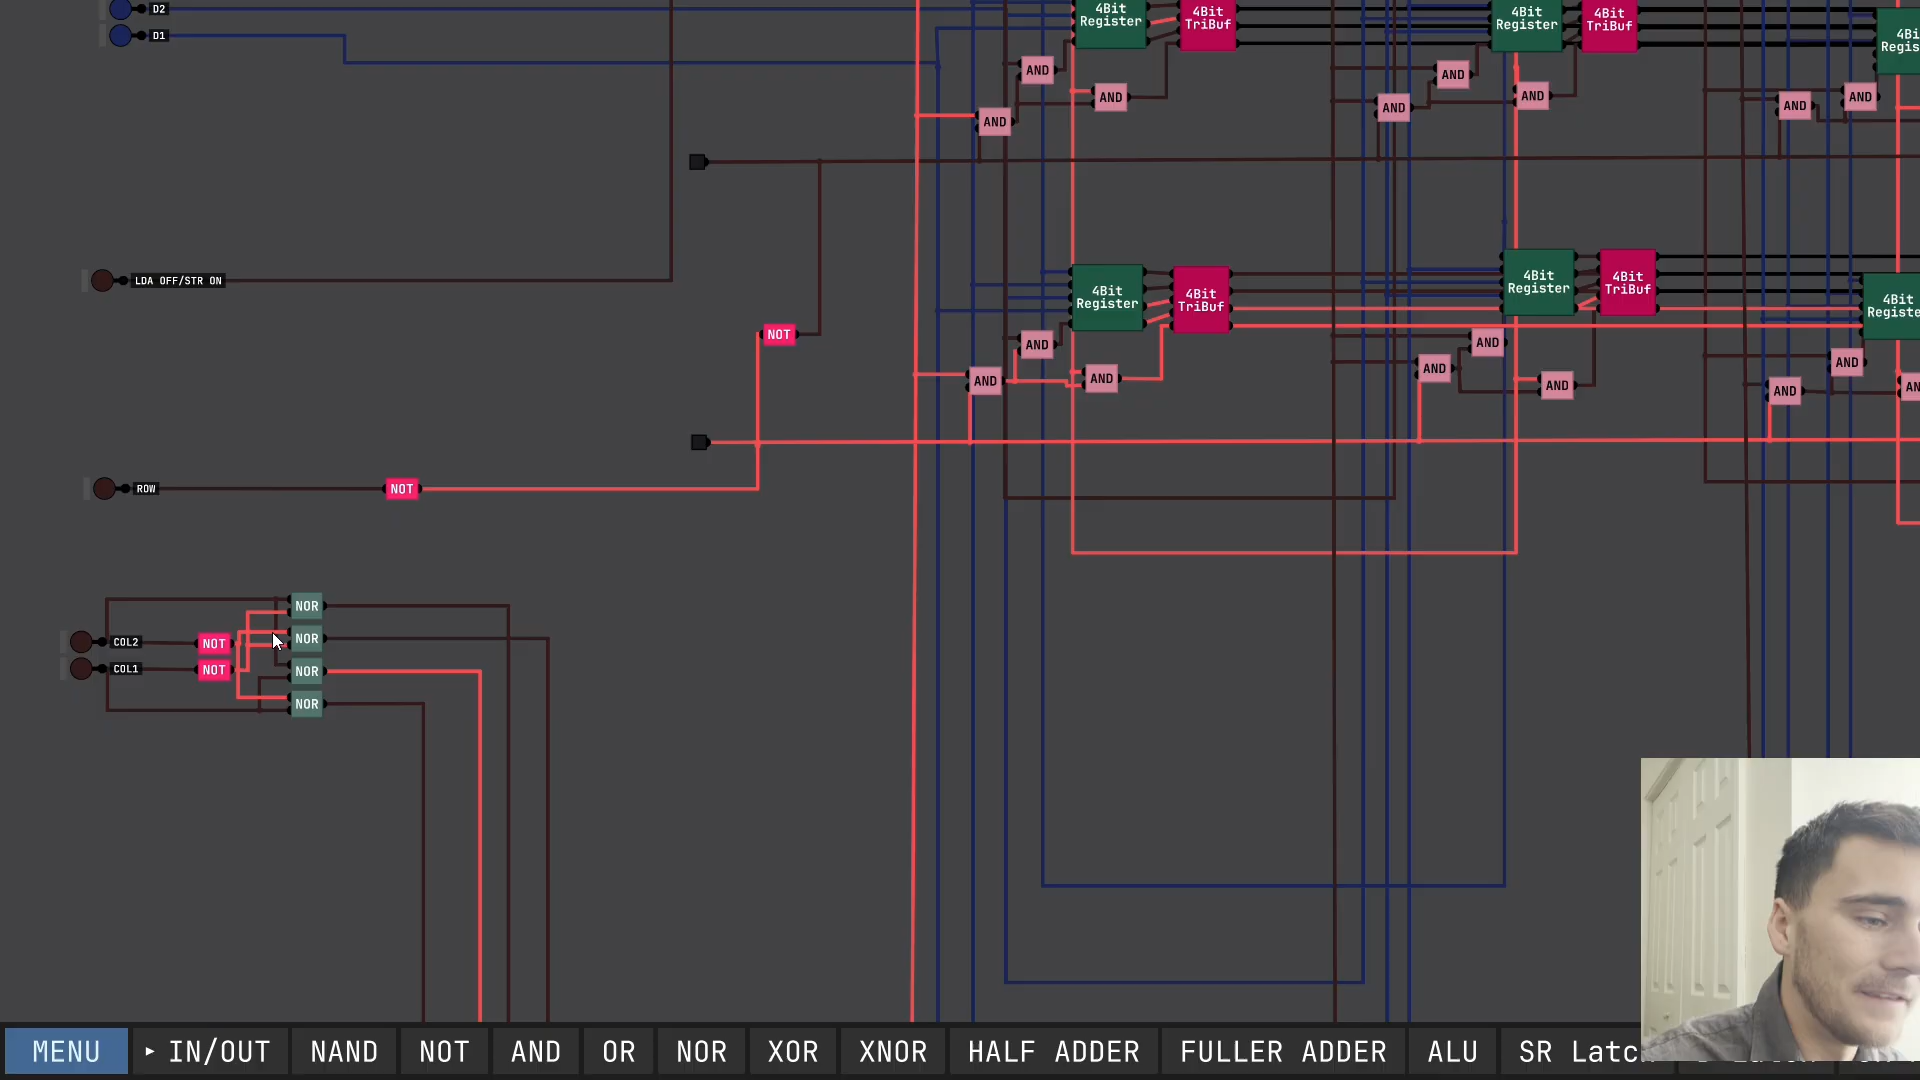 D2
D1
4Bit
Register
4Bit
TriBuf
4Bit
Register
4Bit
TriBuf
AND
AND
AND
AND
AND
AND
AND
AND
LDA OFF/STR ON
NOT
4Bit
Register
4Bit
TriBuf
4Bit
Register
4Bit
TriBuf
4Bit
AND
AND
AND
AND
AND
AND
AND
AND
ROW
NOT
COL2
COL1
NOT
NOT
NOR
NOR
NOR
NOR
MENU
▸ IN/OUT
NAND
NOT
AND
OR
NOR
XOR
XNOR
HALF ADDER
FULLER ADDER
ALU
SR